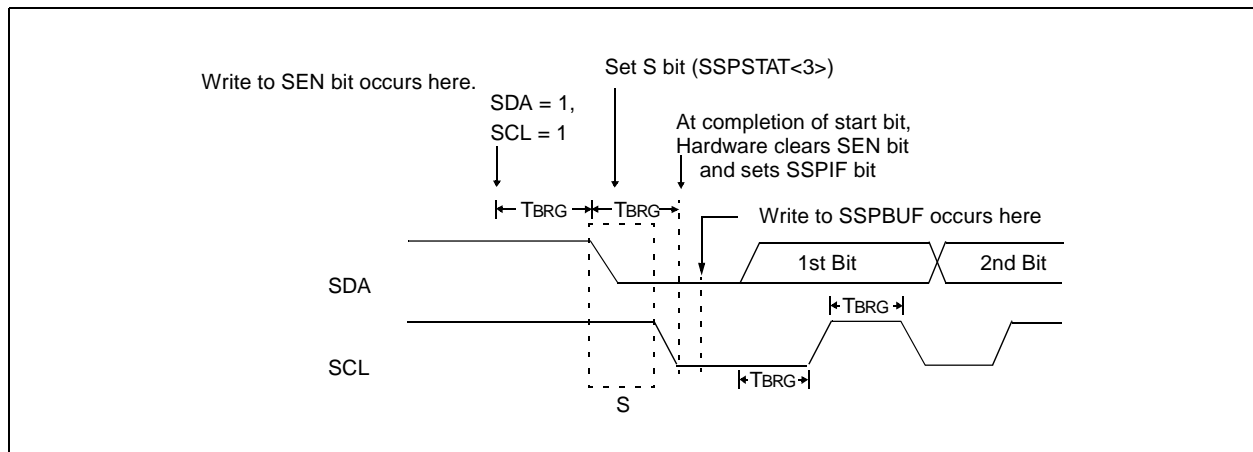 Write to SEN bit occurs here.
Set S bit (SSPSTAT<3>)
SDA = 1,
SCL = 1
At completion of start bit,
Hardware clears SEN bit
and sets SSPIF bit
TBRG
TBRG
Write to SSPBUF occurs here
SDA
1st Bit
2nd Bit
TBRG
SCL
TBRG
S